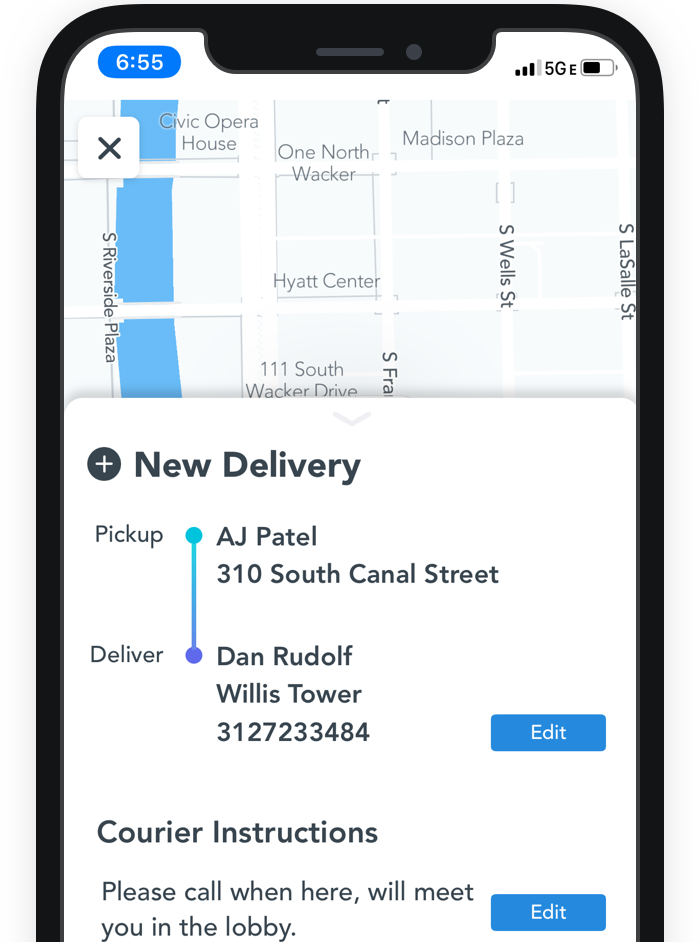 6:55
5GE
Civic Opera
House
One North
Wacker
Madison Plaza
S Riverside Plaza
Hyatt Center
S Wells St
S LaSalle St
111 South
Wacker Drive
S Fra
New Delivery
Pickup
AJ Patel
310 South Canal Street
Deliver
Dan Rudolf
Willis Tower
3127233484
Edit
Courier Instructions
Please call when here, will meet
you in the lobby.
Edit